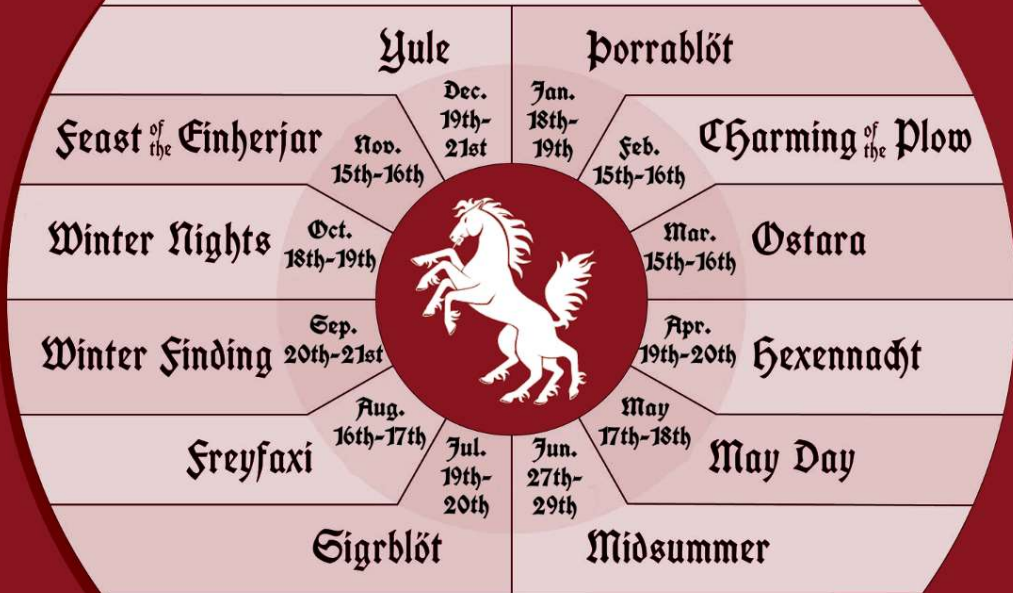 Yule
Dec.
19th-
21st
Þorrablöt
Jan.
18th-
19th
Feast of the Einherjar
Nov.
15th-16th
CHarming of the Plow
Feb.
15th-16th
Winter Nights
Oct.
18th-19th
Ostara
Mar.
15th-16th
Winter Finding
Sep.
20th-21st
Hexennacht
Apr.
19th-20th
Freyfaxi
Aug.
16th-17th
May Day
May
17th-18th
Sigrblöt
Jul.
19th-
20th
Midsummer
Jun.
27th-
29th